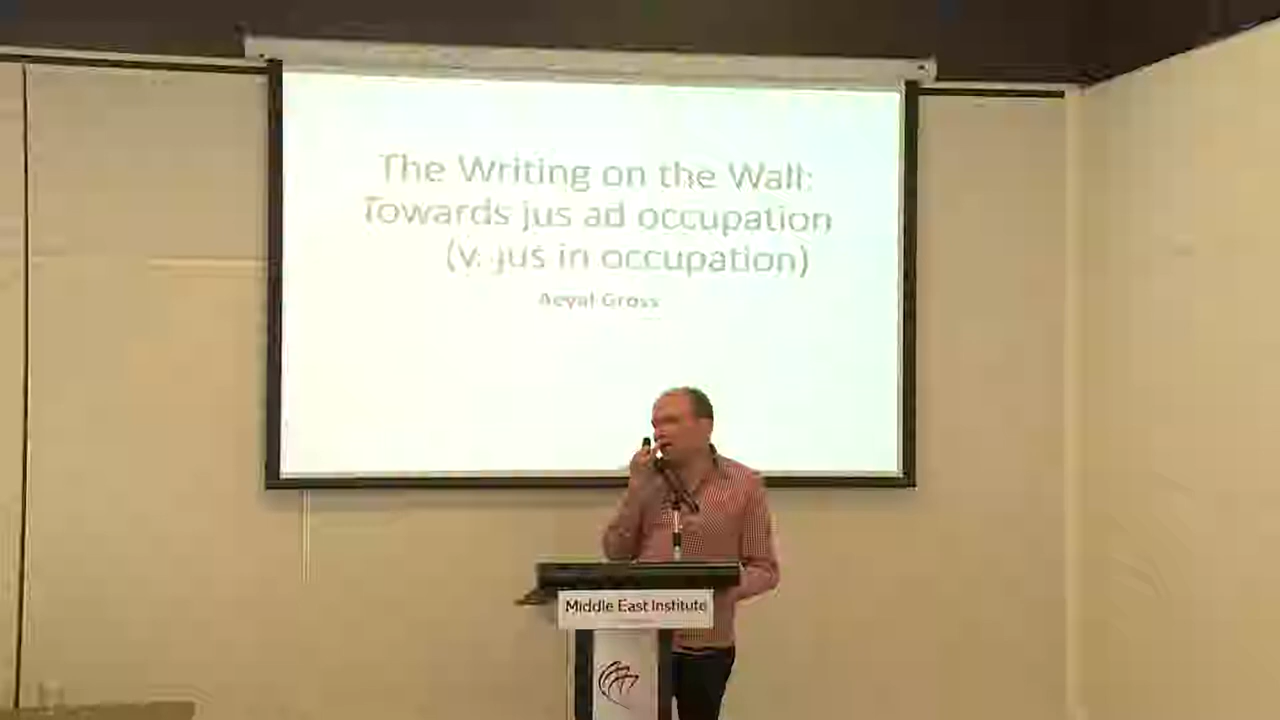 The Writing on the Wall:
Towards jus ad occupation
(v. jus in occupation)
Aeyal Gross
Middle East Institute